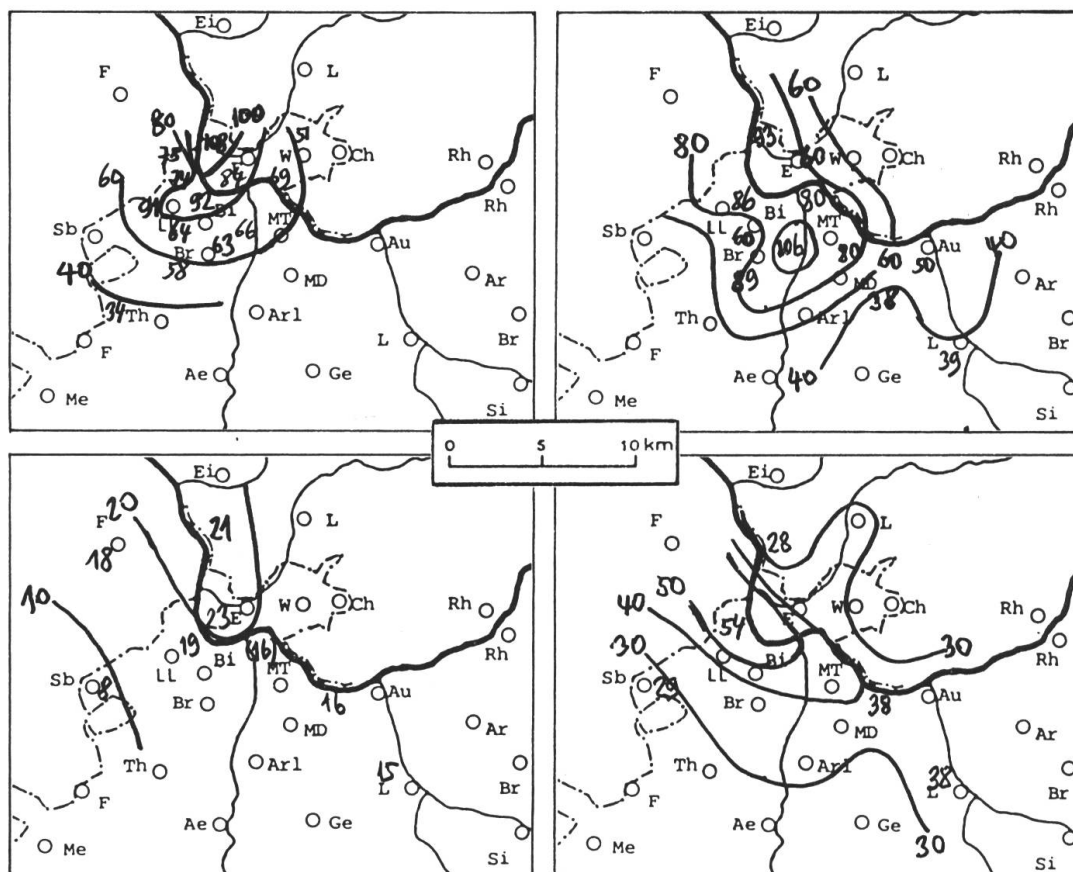 Ei
F
L
80
100
108
75
51
W
Ch
Rh
60
74
84
69
Rh
91
92
L
Bi
Sb
84
66
MT
63
Au
Br
58
40
MD
Ar
34
Th
Arl
F
L
Br
Ae
Ge
Me
Si
Ei
L
60
F
93
80
E
60
W
Ch
Rh
86
80
Rh
Ll
Bi
MT
Sb
60
106
Au
40
Br
80
60
50
89
MD
38
Ar
Th
Arl
F
L
Br
39
Ae
40
Ge
Me
Si
0 5 10 km
Ei
20
21
F
L
18
10
23
E
W
Ch
Rh
19
Bi
(16)
Rh
Ll
MT
Sb
8
16
Au
Br
MD
Ar
Th
Arl
15
L
F
Br
Ae
Ge
Me
Si
Ei
F
L
28
50
40
E
W
Ch
Rh
54
30
Bi
30
Rh
Ll
MT
Sb
29
38
Au
Br
MD
Ar
Th
Arl
38
L
F
Br
Ae
Ge
30
Me
Si